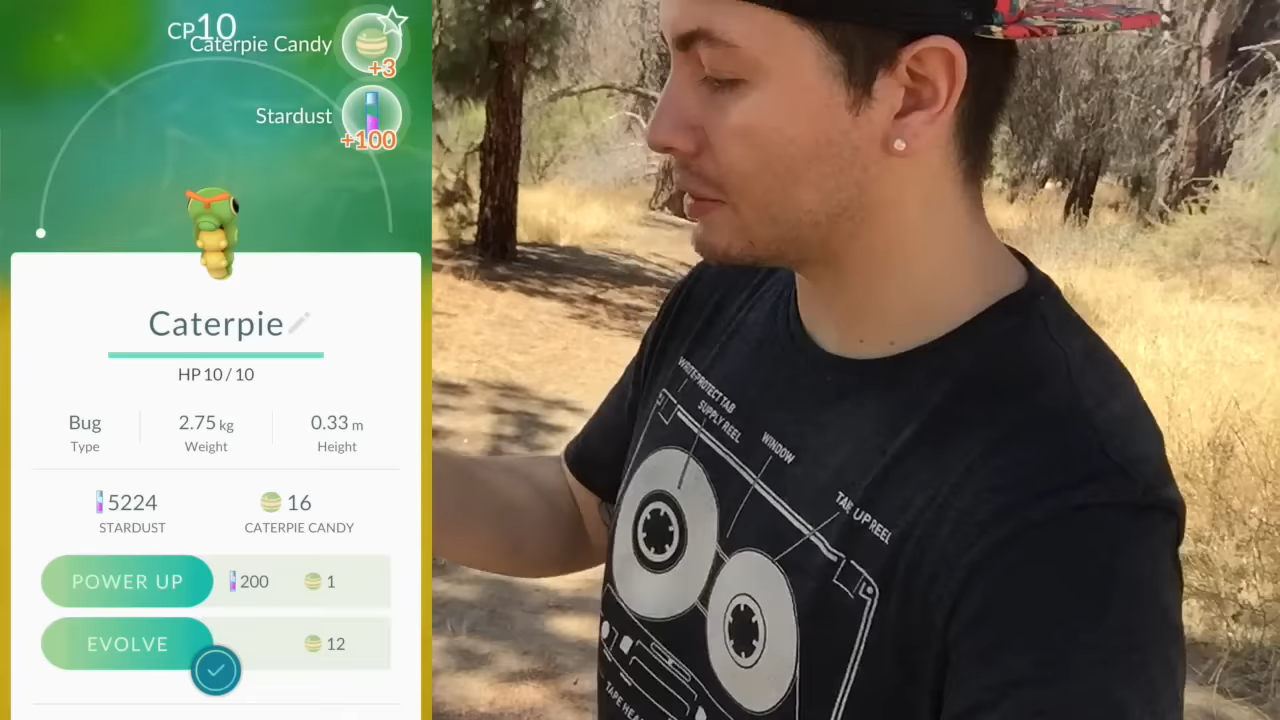 CP10
Caterpie Candy
+3
Stardust
+100
Caterpie
HP 10 / 10
Bug
2.75 kg
0.33 m
Type
Weight
Height
5224
16
STARDUST
CATERPIE CANDY
POWER UP
200
1
EVOLVE
12
WRITE-PROTECT TAB
SUPPLY REEL
WINDOW
TAKE UP REEL